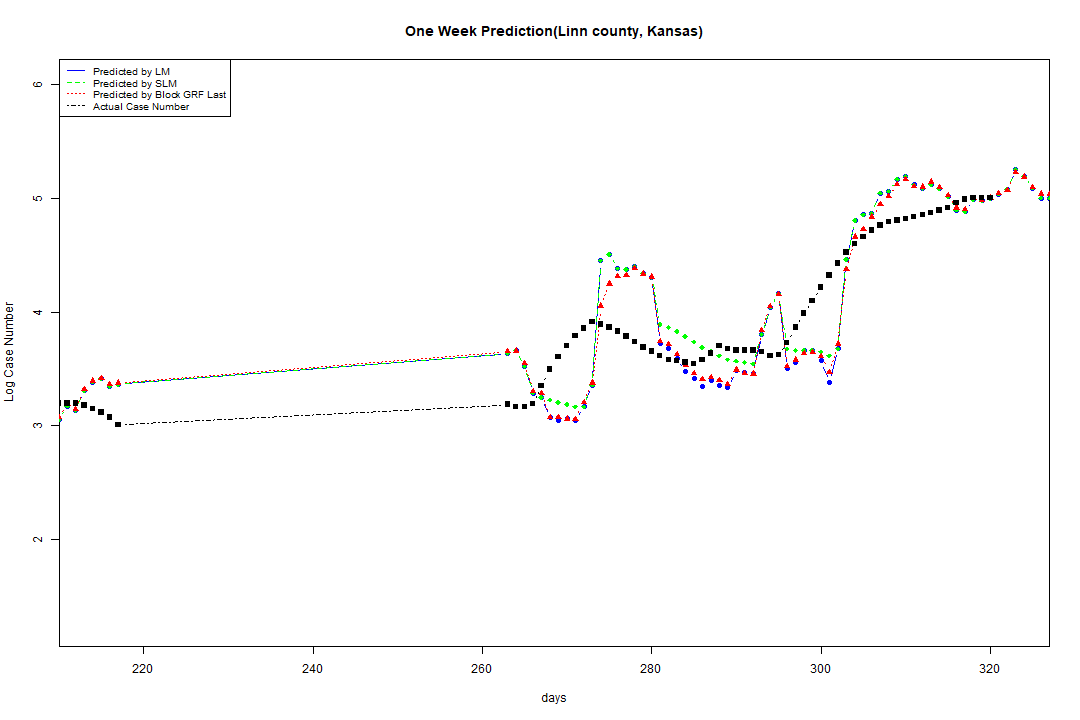 One Week Prediction(Linn county, Kansas)
Predicted by LM
Predicted by SLM
Predicted by Block GRF Last
Actual Case Number
Log Case Number
6
5
4
3
2
220 240 260 280 300 320
days